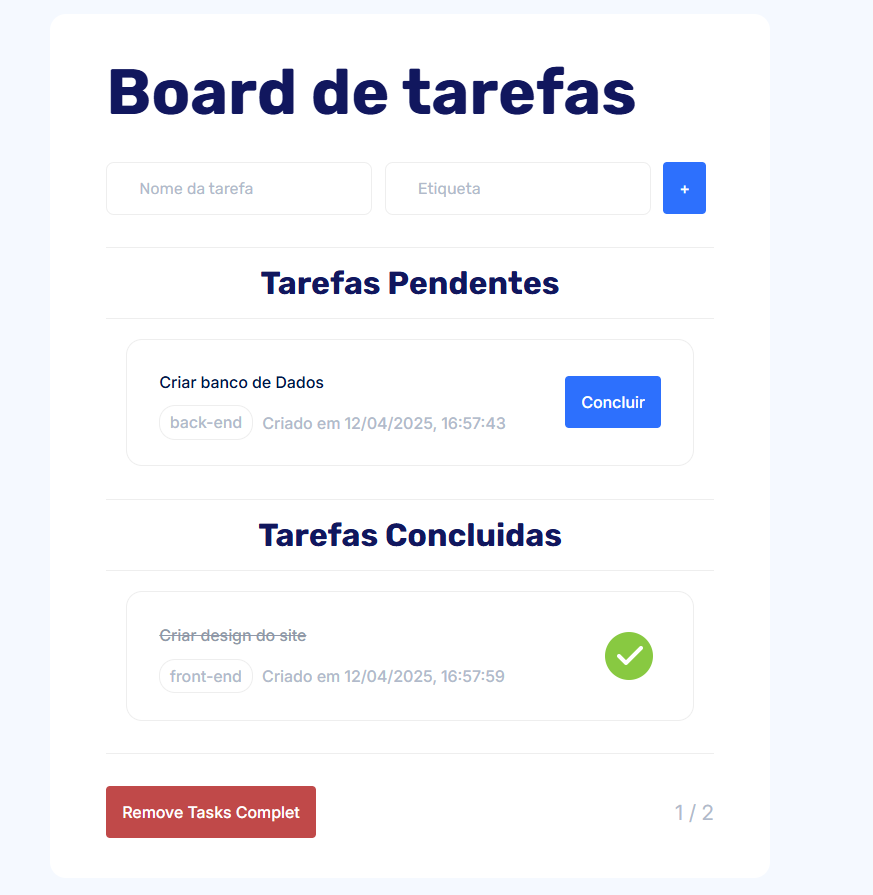 Board de tarefas
Nome da tarefa Etiqueta +
Tarefas Pendentes
Criar banco de Dados
back-end Criado em 12/04/2025, 16:57:43
Concluir
Tarefas Concluidas
Criar design do site
front-end Criado em 12/04/2025, 16:57:59
Remove Tasks Complet 1 / 2